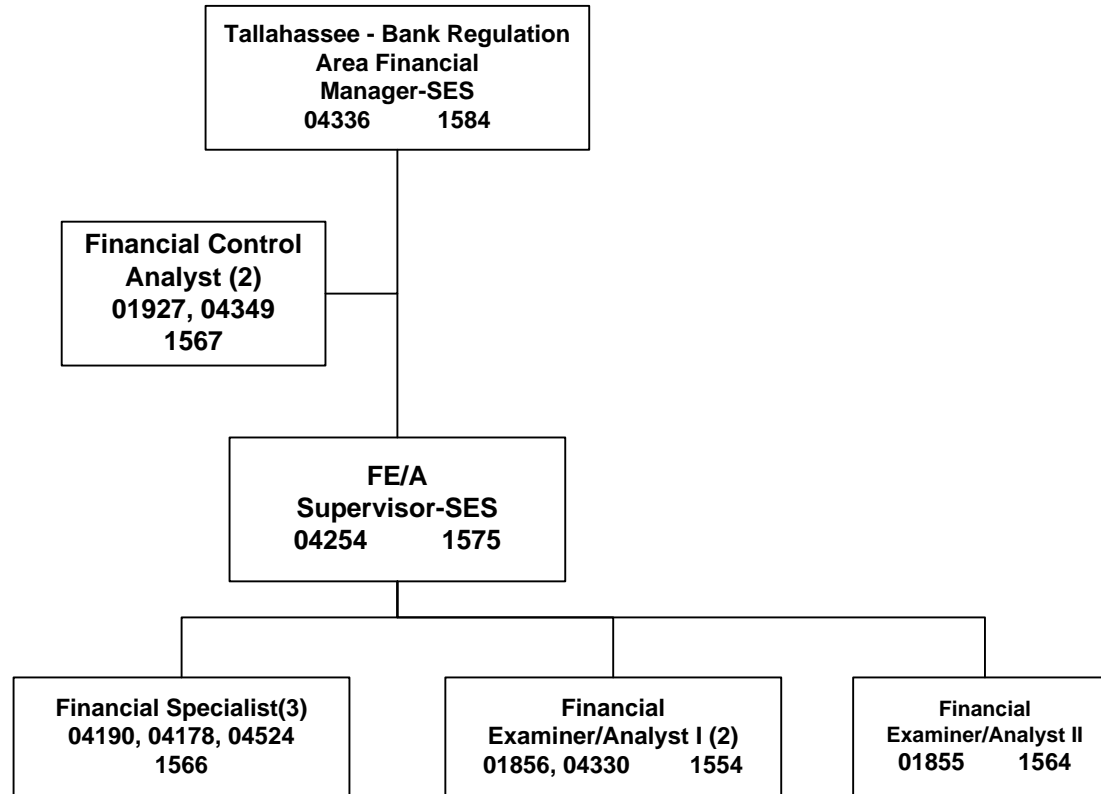 Tallahassee - Bank Regulation
Area Financial
Manager-SES
04336 1584
Financial Control
Analyst (2)
01927, 04349
1567
FE/A
Supervisor-SES
04254 1575
Financial Specialist(3)
04190, 04178, 04524
1566
Financial
Examiner/Analyst I (2)
01856, 04330 1554
Financial
Examiner/Analyst II
01855 1564